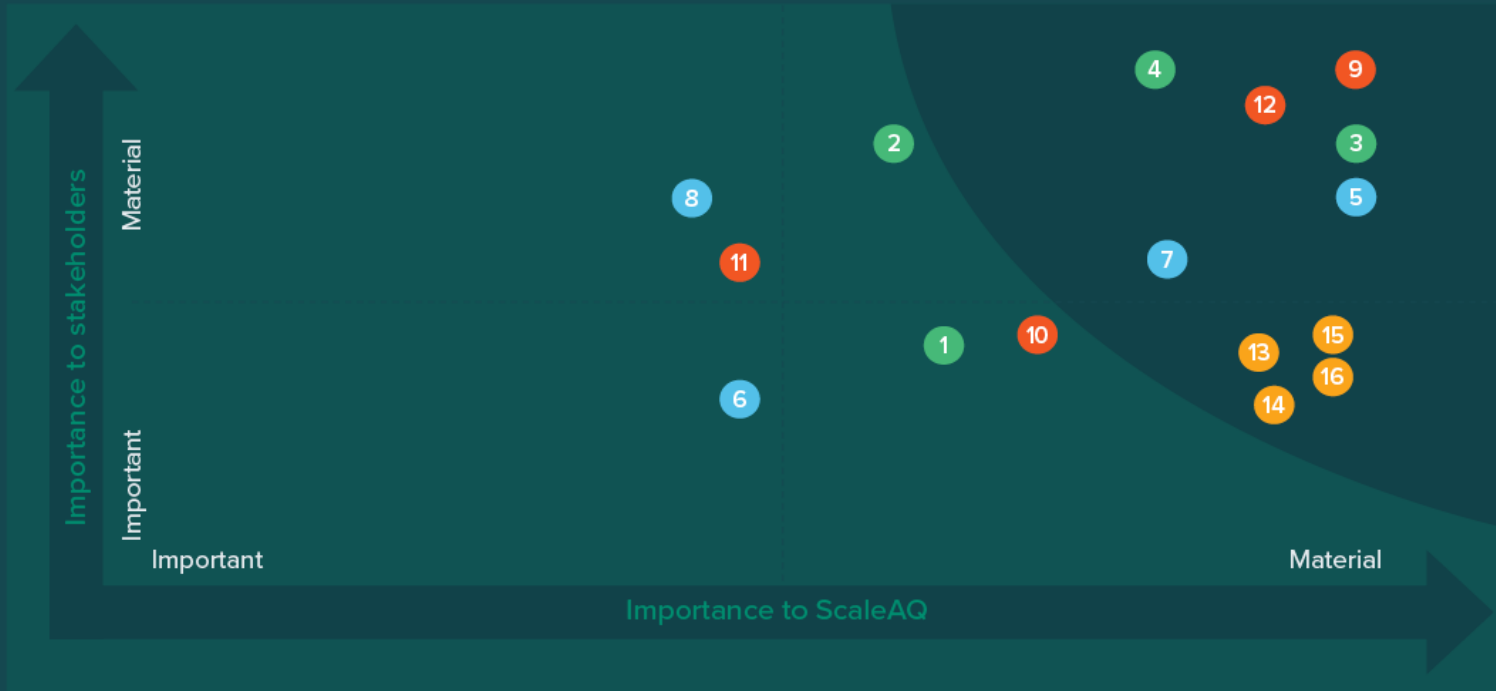 Importance to stakeholders
Material
Important
4
9
12
2
3
8
5
7
11
10
15
1
13
16
6
14
Important
Material
Importance to ScaleAQ